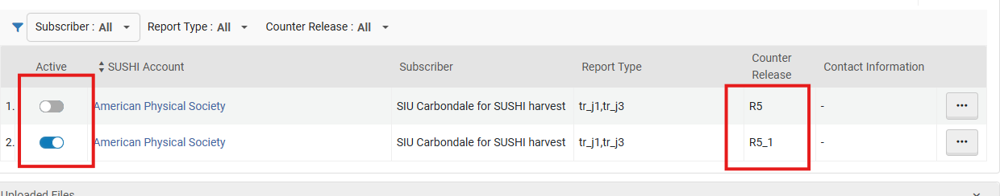 Subscriber : All Report Type : All Counter Release : All
Active SUSHI Account Subscriber Report Type Counter Release Contact Information
1. American Physical Society SIU Carbondale for SUSHI harvest tr_j1,tr_j3 R5 - ...
2. American Physical Society SIU Carbondale for SUSHI harvest tr_j1,tr_j3 R5_1 - ...
Uploaded Files